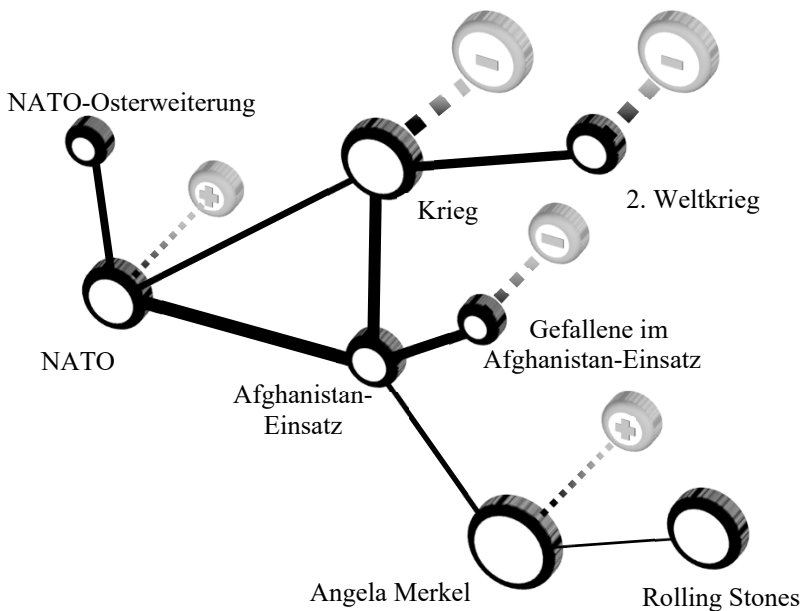 NATO-Osterweiterung
Krieg
2. Weltkrieg
NATO
Gefallene im
Afghanistan-Einsatz
Afghanistan-
Einsatz
Angela Merkel
Rolling Stones